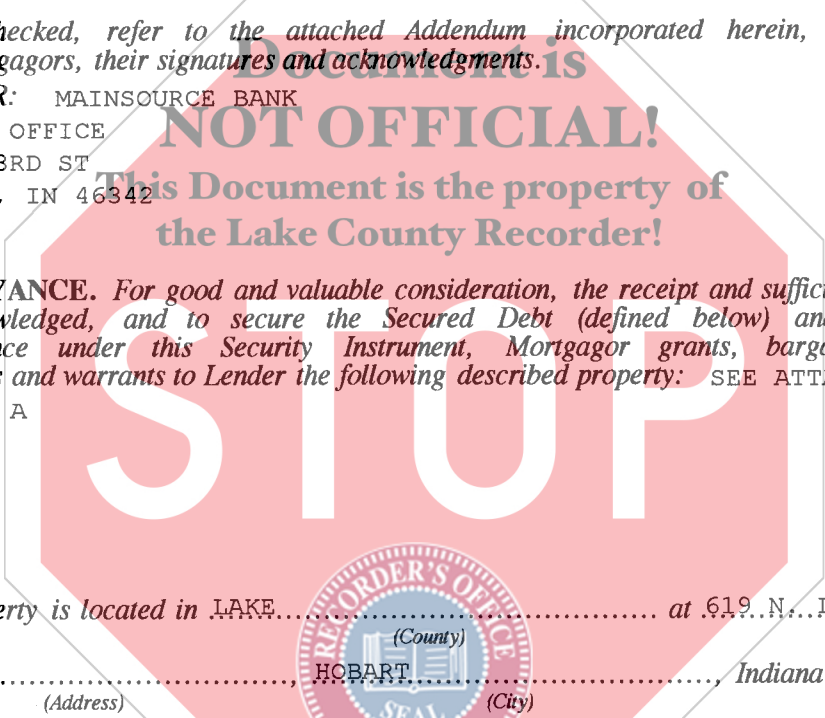 hecked, refer to the attached Addendum incorporated herein,
gagors, their signatures and acknowledgments.
Document is
R: MAINSOURCE BANK
OFFICE
NOT OFFICIAL!
3RD ST
, IN 46342
This Document is the property of
the Lake County Recorder!
YANCE. For good and valuable consideration, the receipt and suffici
wledged, and to secure the Secured Debt (defined below) and
ce under this Security Instrument, Mortgagor grants, barga
s and warrants to Lender the following described property: SEE ATT
A
STOP
RECORDER'S OFFICE
erty is located in LAKE at 619 N. I
(County)
, HOBART , Indiana
(Address) (City)
SEAL